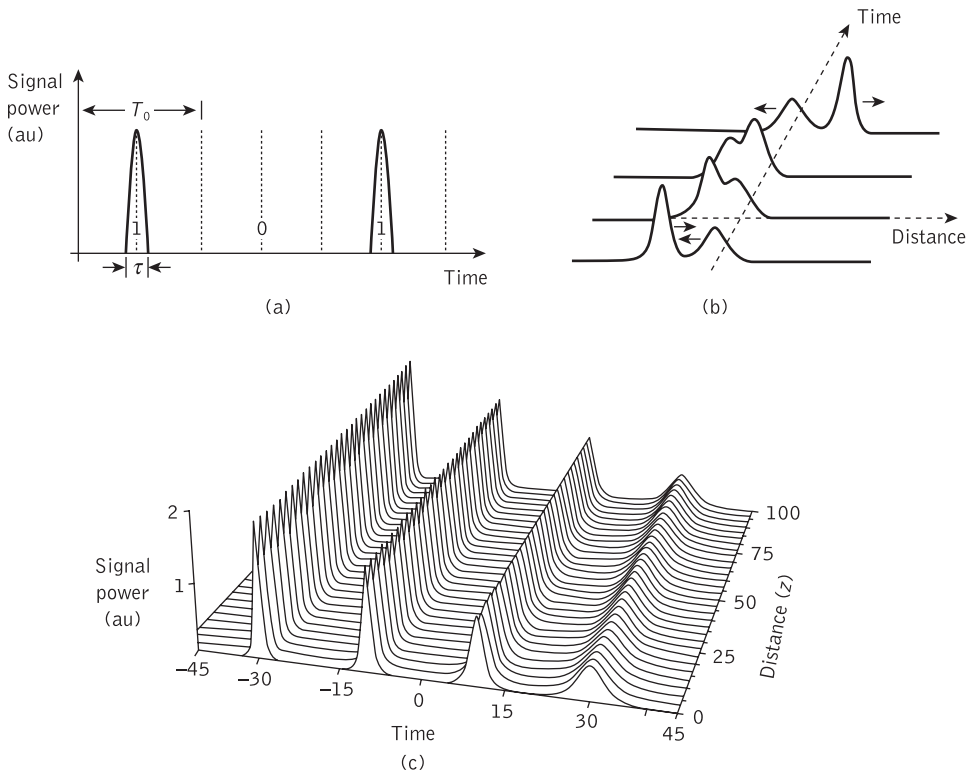 Signal
power
(au)
T₀
1
0
1
τ
Time
(a)
Time
Distance
(b)
2
1
Signal
power
(au)
−45
−30
−15
0
15
30
45
Time
0
25
50
75
100
Distance (z)
(c)